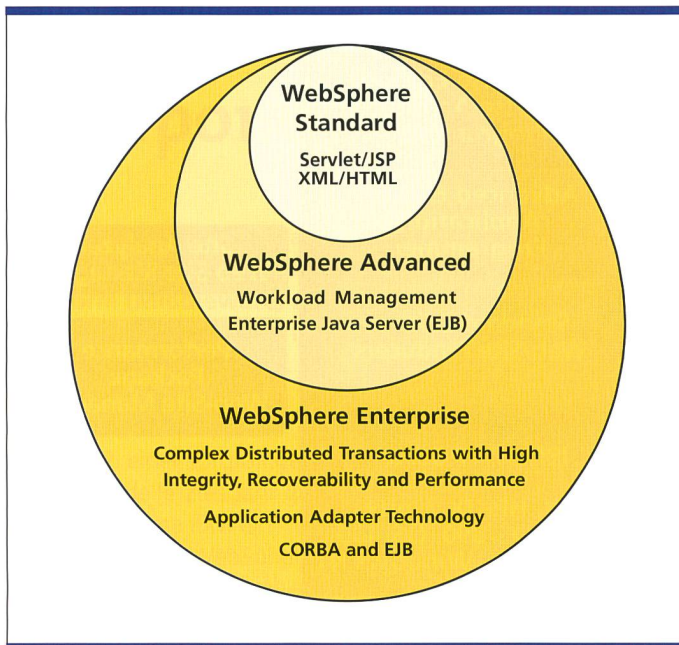 WebSphere
Standard
Servlet/JSP
XML/HTML
WebSphere Advanced
Workload Management
Enterprise Java Server (EJB)
WebSphere Enterprise
Complex Distributed Transactions with High
Integrity, Recoverability and Performance
Application Adapter Technology
CORBA and EJB